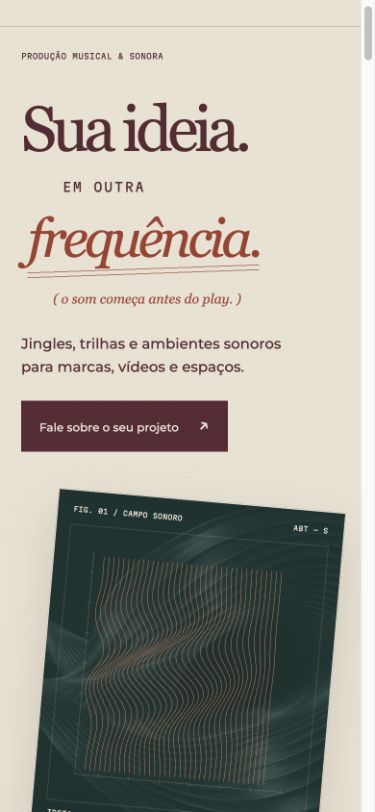 PRODUÇÃO MUSICAL & SONORA
Sua ideia.
EM OUTRA
frequência.
( o som começa antes do play. )
Jingles, trilhas e ambientes sonoros
para marcas, vídeos e espaços.
Fale sobre o seu projeto
FIG. 01 / CAMPO SONORO
ABT — S